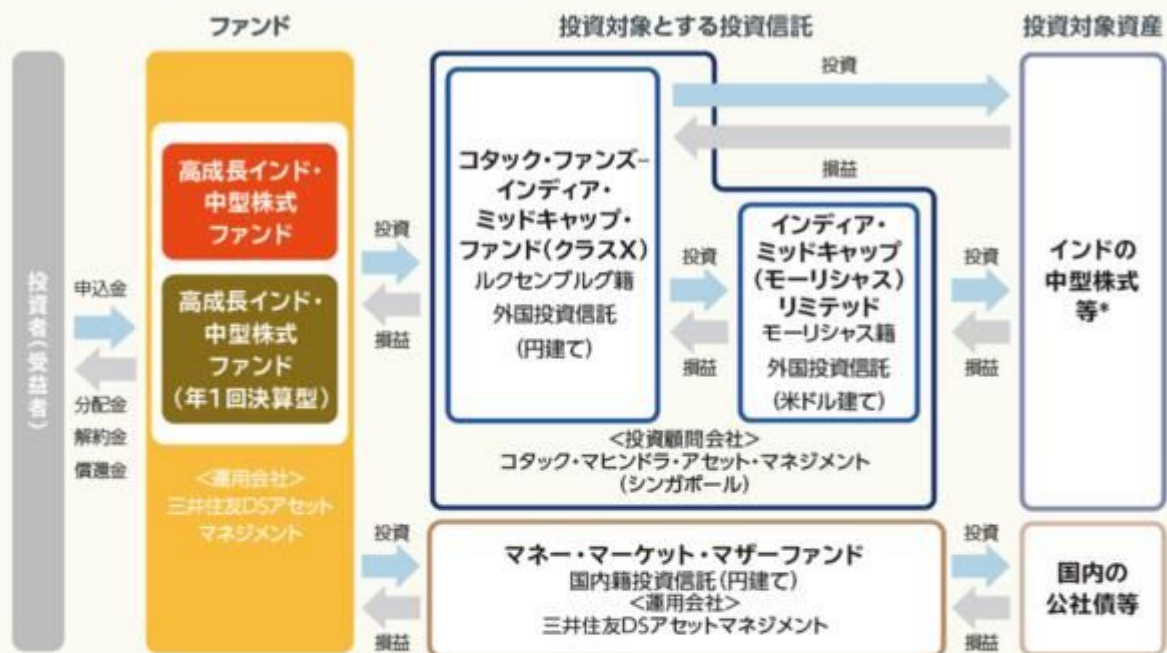 ファンド
投資対象とする投資信託
投資対象資産
投資者(受益者)
申込金
分配金
解約金
償還金
高成長インド・
中型株式
ファンド
高成長インド・
中型株式
ファンド
(年1回決算型)
<運用会社>
三井住友DSアセット
マネジメント
投資
損益
コタック・ファンズ–
インディア・
ミッドキャップ・
ファンド(クラスX)
ルクセンブルグ籍
外国投資信託
(円建て)
投資
損益
投資
損益
インディア・
ミッドキャップ
(モーリシャス)
リミテッド
モーリシャス籍
外国投資信託
(米ドル建て)
<投資顧問会社>
コタック・マヒンドラ・アセット・マネジメント
(シンガポール)
投資
損益
インドの
中型株式
等*
投資
損益
マネー・マーケット・マザーファンド
国内籍投資信託(円建て)
<運用会社>
三井住友DSアセットマネジメント
投資
損益
国内の
公社債等